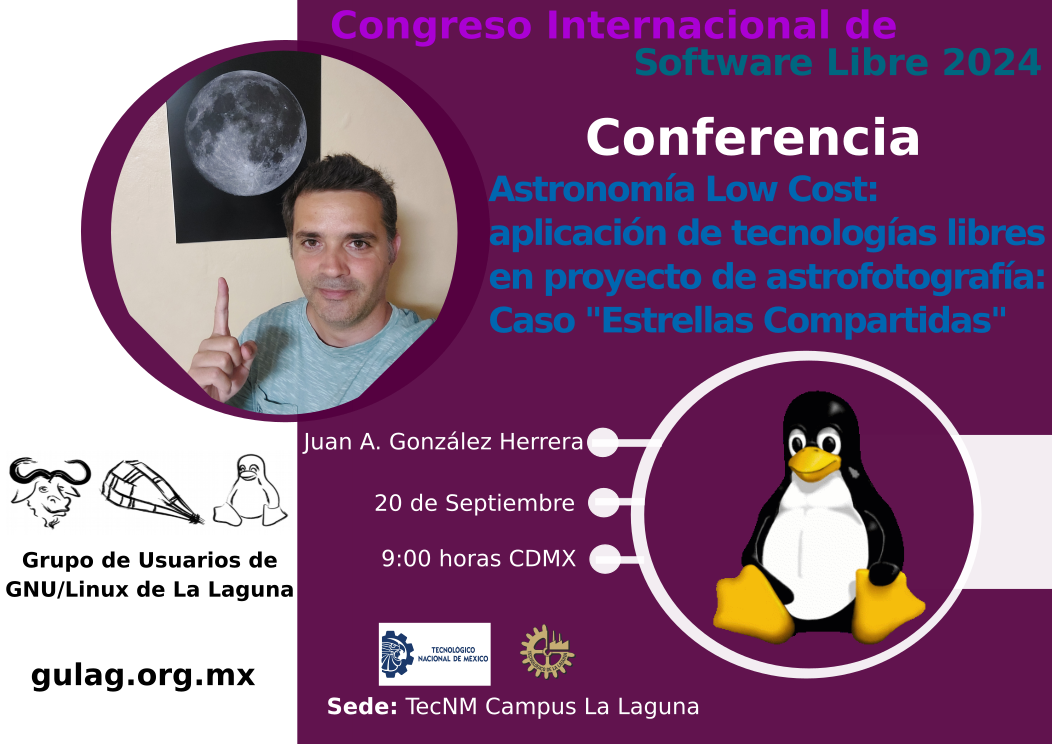 Congreso Internacional de
Software Libre 2024
Conferencia
Astronomía Low Cost:
aplicación de tecnologías libres
en proyecto de astrofotografía:
Caso "Estrellas Compartidas"
Juan A. González Herrera
20 de Septiembre
9:00 horas CDMX
Grupo de Usuarios de
GNU/Linux de La Laguna
gulag.org.mx
TECNOLÓGICO
NACIONAL DE MÉXICO
Sede: TecNM Campus La Laguna